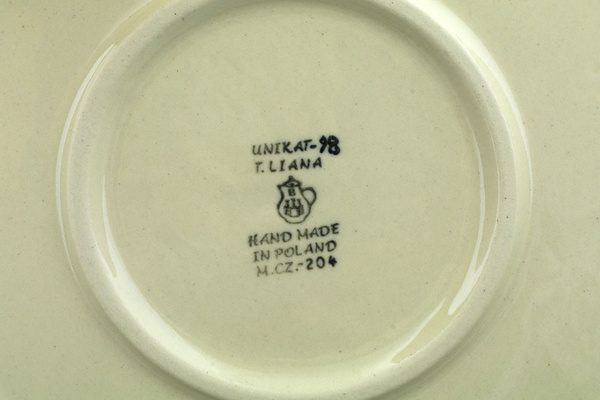 UNIKAT-98
T. LIANA
B
HAND MADE
IN POLAND
M.CZ.-204